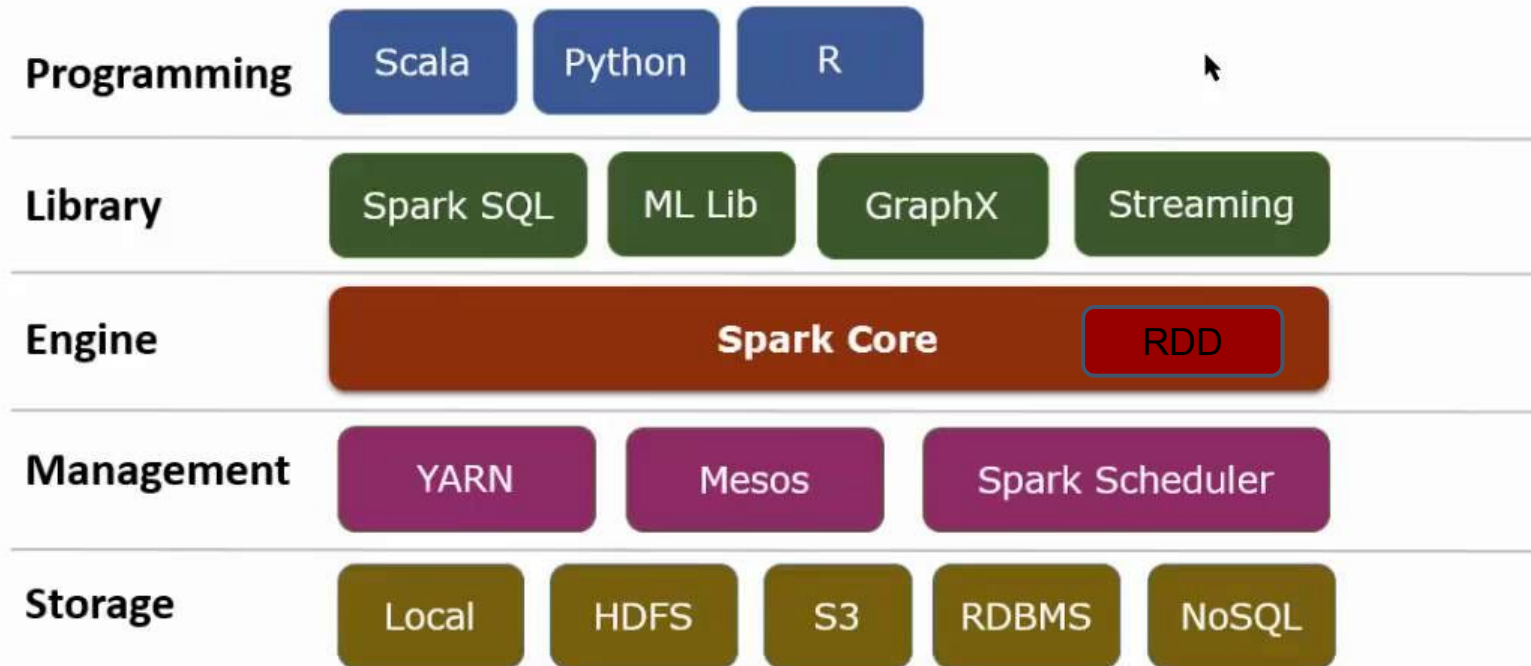 Programming Scala Python R
Library Spark SQL ML Lib GraphX Streaming
Engine Spark Core RDD
Management YARN Mesos Spark Scheduler
Storage Local HDFS S3 RDBMS NoSQL